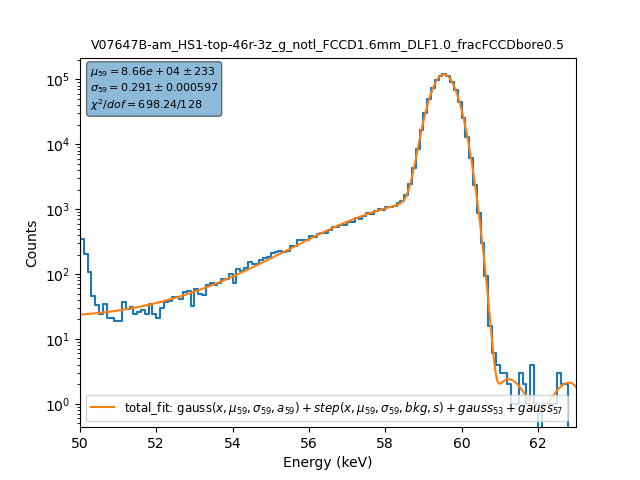 V07647B-am_HS1-top-46r-3z_g_notl_FCCD1.6mm_DLF1.0_fracFCCDbore0.5
μ₅₉ = 8.66e + 04 ± 233
σ₅₉ = 0.291 ± 0.000597
χ²/dof = 698.24/128
Counts
10⁵
10⁴
10³
10²
10¹
10⁰
total_fit: gauss(x, μ₅₉, σ₅₉, a₅₉) + step(x, μ₅₉, σ₅₉, bkg, s) + gauss₅₃ + gauss₅₇
50 52 54 56 58 60 62
Energy (keV)